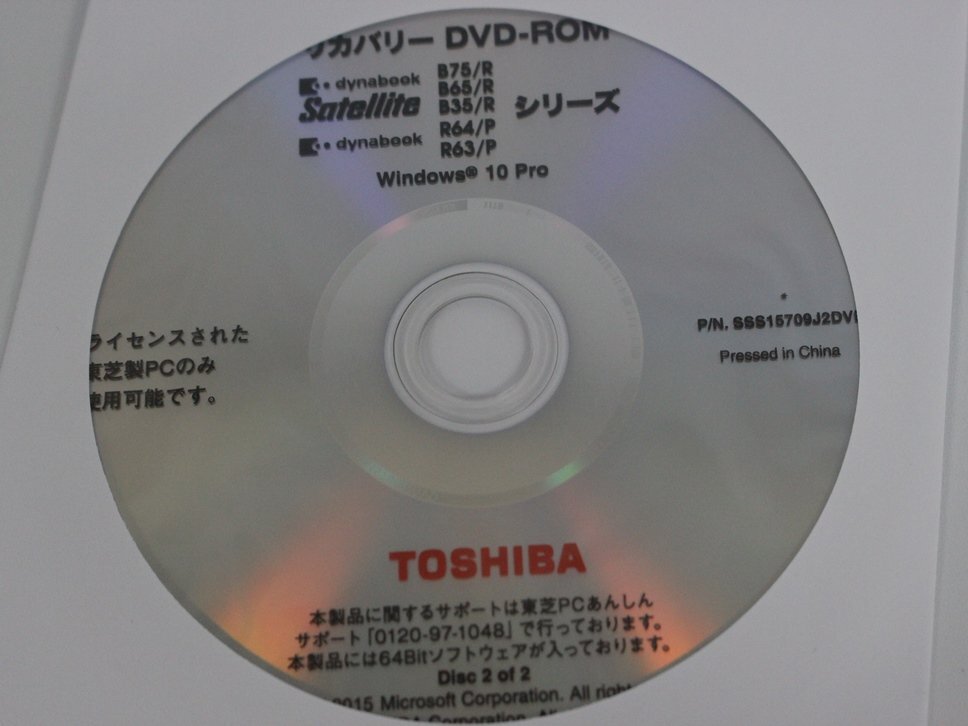 リカバリー DVD-ROM
dynabook
Satellite
dynabook
B75/R
B65/R
B35/R
R64/P
R63/P
シリーズ
Windows® 10 Pro
ライセンスされた
東芝製PCのみ
使用可能です。
P/N. SSS15709J2DV
Pressed in China
TOSHIBA
本製品に関するサポートは東芝PCあんしん
サポート「0120-97-1048」で行っております。
本製品には64Bitソフトウェアが入っております。
Disc 2 of 2
2015 Microsoft Corporation. All right
Corporation. All